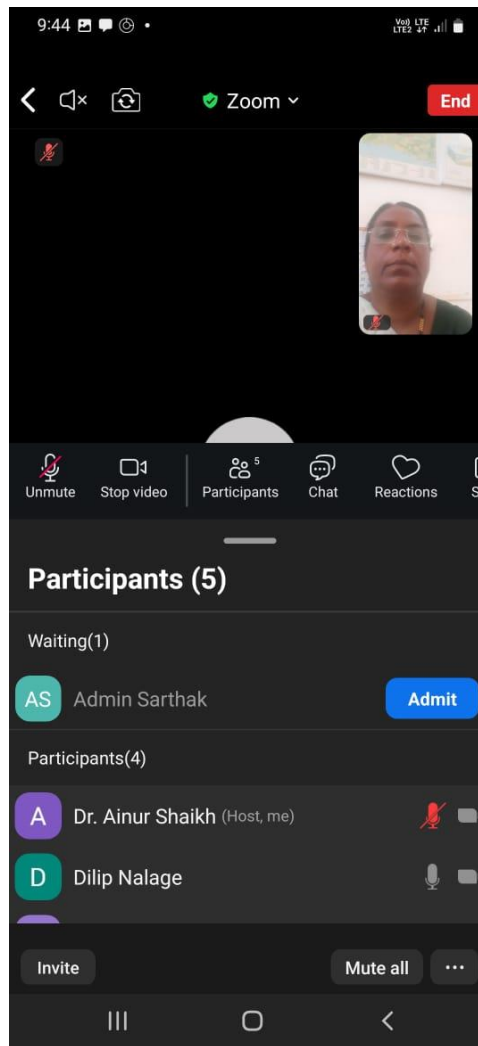 9:44
Vo) LTE
LTE2
Zoom
End
Unmute
Stop video
5
Participants
Chat
Reactions
Participants (5)
Waiting(1)
AS
Admin Sarthak
Admit
Participants(4)
A
Dr. Ainur Shaikh (Host, me)
D
Dilip Nalage
Invite
Mute all